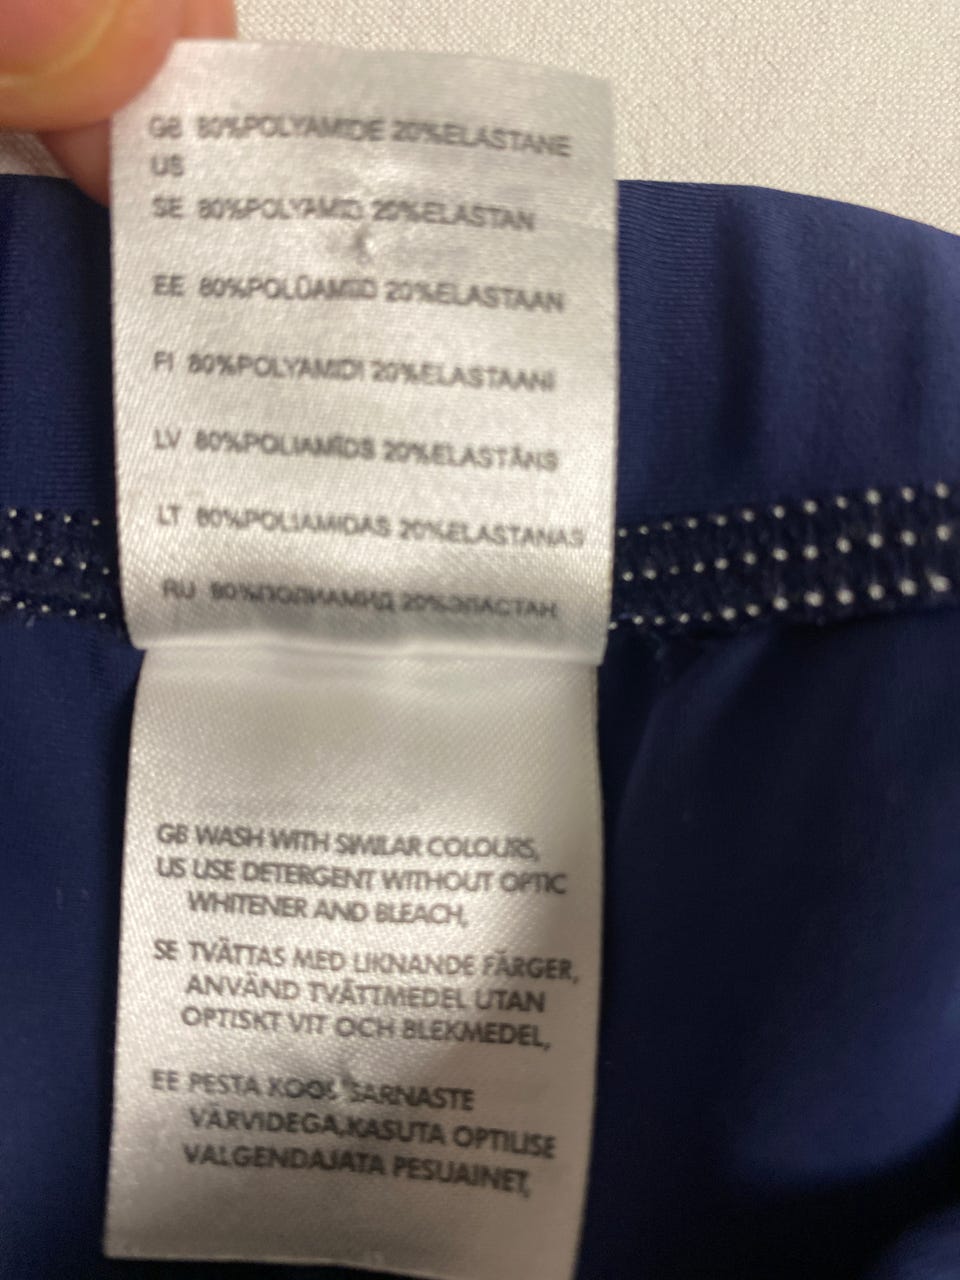 GB 80%POLYAMIDE 20%ELASTANE
US
SE 80%POLYAMID 20%ELASTAN
EE 80%POLÜAMIID 20%ELASTAAN
FI 80%POLYAMIDI 20%ELASTAANI
LV 80%POLIAMĪDS 20%ELASTĀNS
LT 80%POLIAMIDAS 20%ELASTANAS
RU 80%ПОЛИАМИД 20%ЭЛАСТАН
GB WASH WITH SIMILAR COLOURS,
US USE DETERGENT WITHOUT OPTIC
WHITENER AND BLEACH,
SE TVÄTTAS MED LIKNANDE FÄRGER,
ANVÄND TVÄTTMEDEL UTAN
OPTISKT VIT OCH BLEKMEDEL,
EE PESTA KOOS SARNASTE
VÄRVIDEGA,KASUTA OPTILISE
VALGENDAJATA PESUAINET,